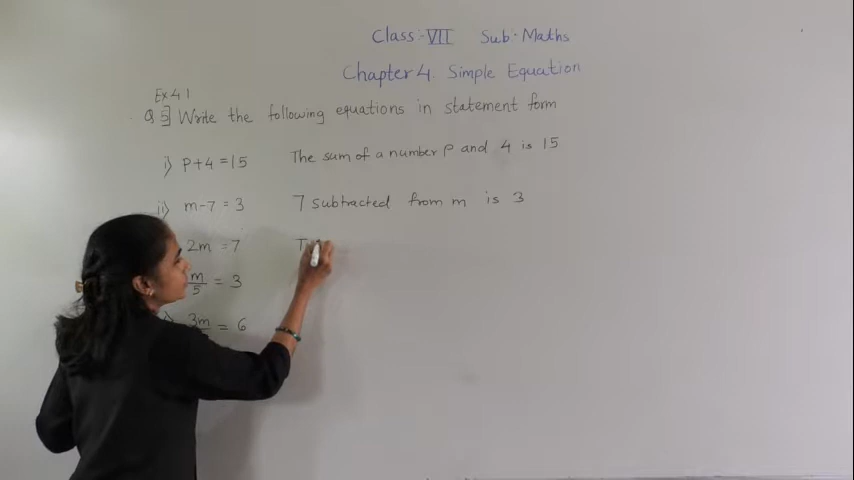 Class:- VII Sub. Maths
Chapter 4. Simple Equation
Ex 4.1
Q 5] Write the following equations in statement form
i) p+4 = 15 The sum of a number p and 4 is 15
ii) m-7 = 3 7 subtracted from m is 3
2m = 7 T
m/5 = 3
3m = 6